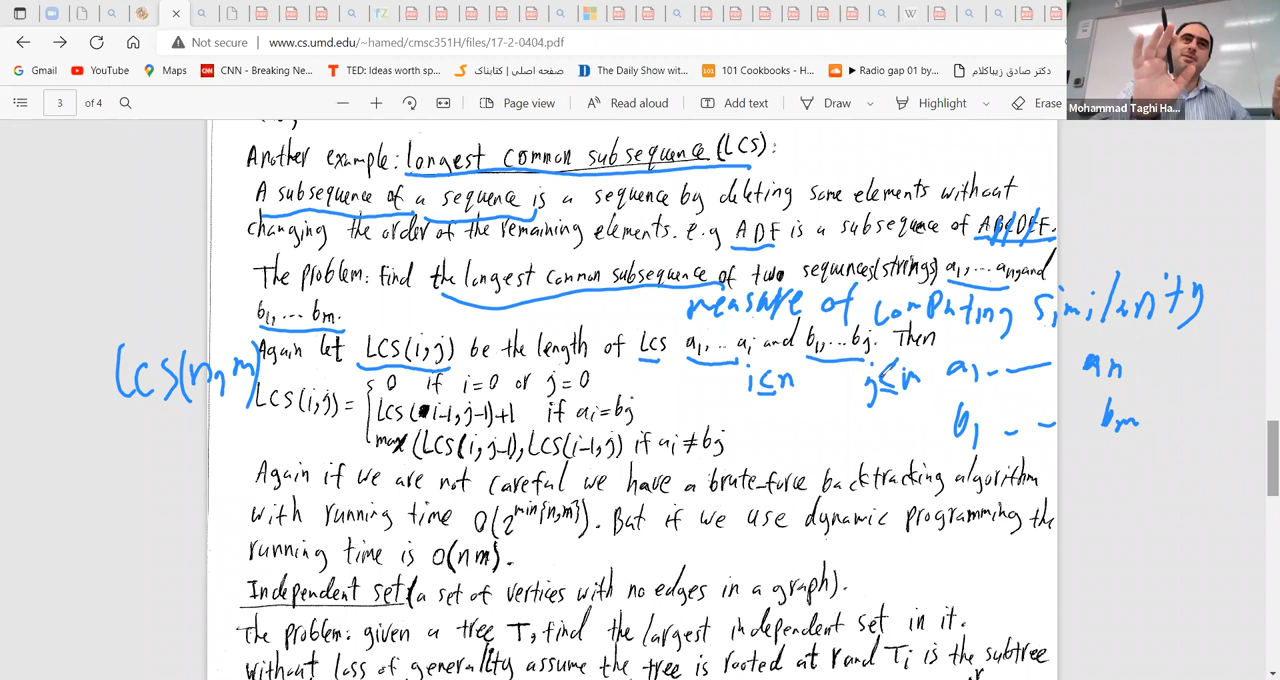 Not secure
www.cs.umd.edu/~hamed/cmsc351H/files/17-2-0404.pdf
Gmail YouTube Maps CNN - Breaking New... TED: Ideas worth sp... صفحه اصلی | کتابناک The Daily Show wit... 101 Cookbooks - H... Radio gap 01 by... دکتر صادق زیباکلام
3 of 4 Page view Read aloud Add text Draw Highlight Erase
Mohammad Taghi Ha...
Another example: longest common subsequence (LCS):
A subsequence of a sequence is a sequence by deleting some elements without
changing the order of the remaining elements. e.g ADF is a subsequence of ABCDEF.
The problem: find the longest common subsequence of two sequences(strings) a1,... an and
b1,... bm.
measure of computing similarity
Again let LCS(i,j) be the length of LCS a1,.. ai and b1,... bj. Then
LCS(n,m)
i≤n j≤m a1 - - an
LCS(i,j) = { 0 if i=0 or j=0
LCS(i-1,j-1)+1 if ai=bj
b1 - - bm
max(LCS(i,j-1),LCS(i-1,j) if ai≠bj
Again if we are not careful we have a brute-force backtracking algorithm
with running time O(2^min{n,m}). But if we use dynamic programming the
running time is O(nm).
Independent set (a set of vertices with no edges in a graph).
The problem: given a tree T, find the largest independent set in it.
Without loss of generality assume the tree is rooted at r and Ti is the subtree